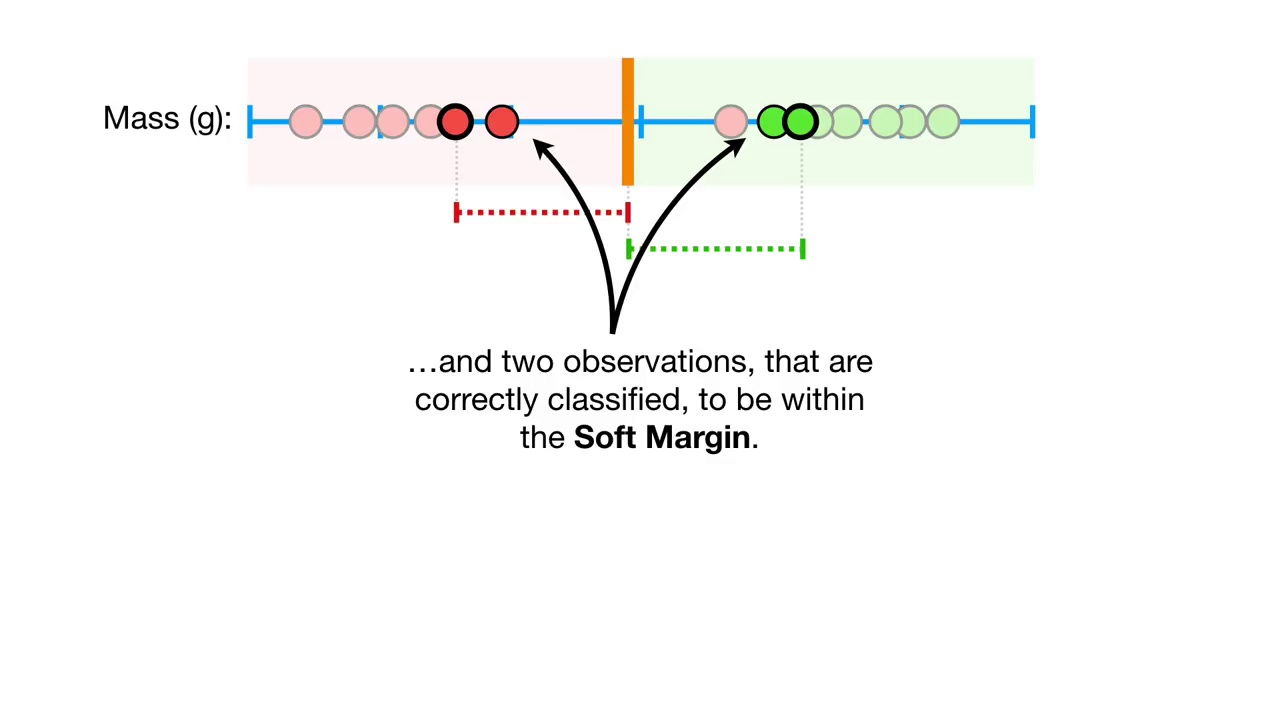 Mass (g):
…and two observations, that are
correctly classified, to be within
the Soft Margin.